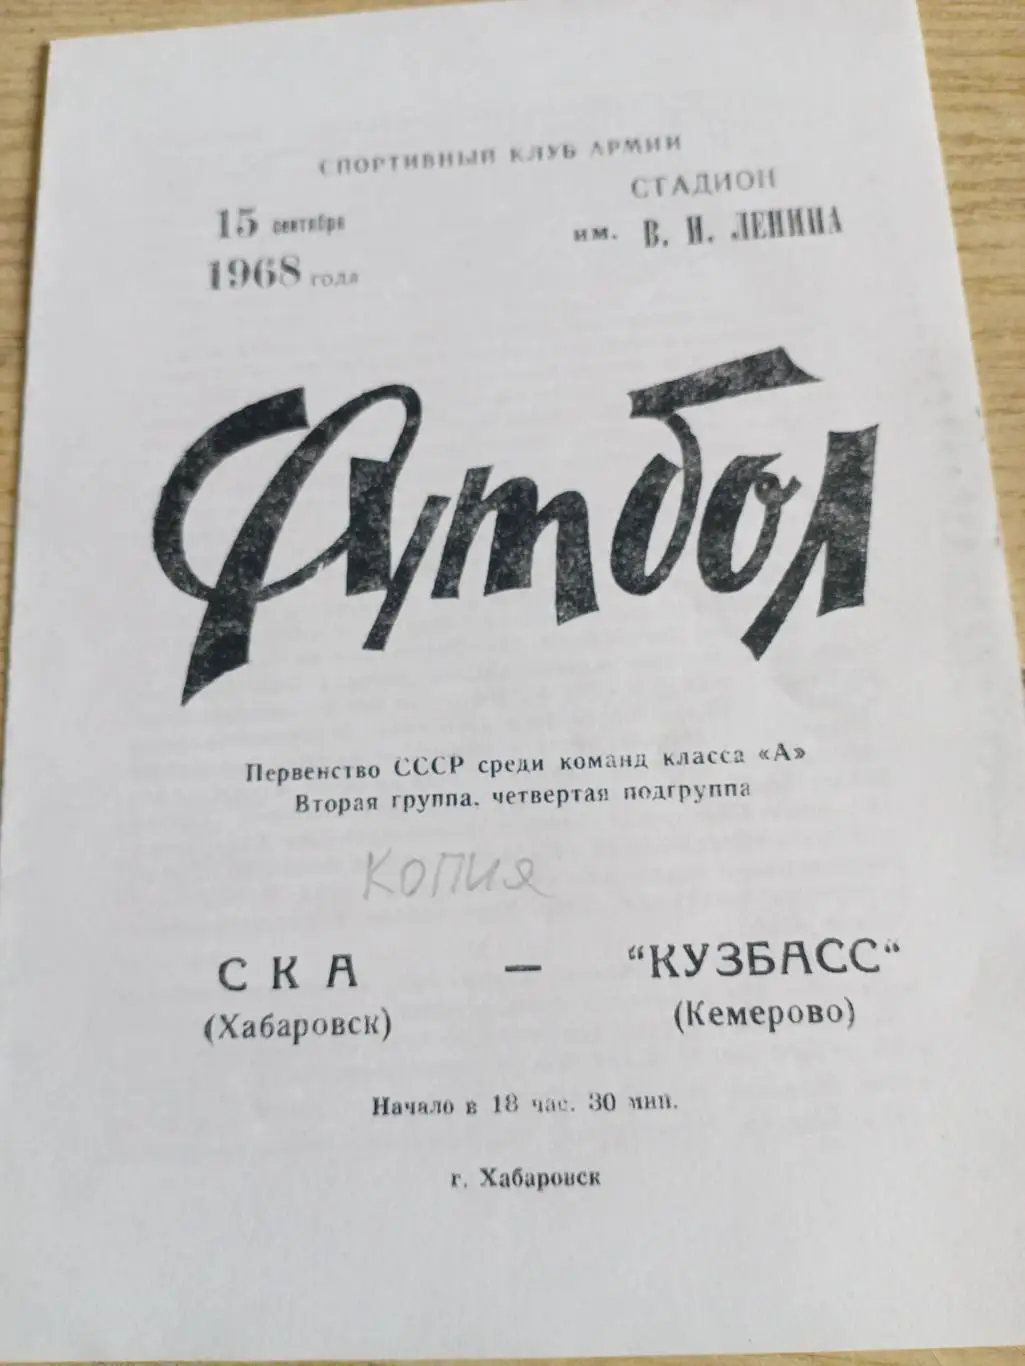 СПОРТИВНЫЙ КЛУБ АРМИИ
15 сентября
1968 года
СТАДИОН
им. В. И. ЛЕНИНА
Футбол
Первенство СССР среди команд класса «А»
Вторая группа, четвертая подгруппа
копия
СКА — "КУЗБАСС"
(Хабаровск) (Кемерово)
Начало в 18 час. 30 мин.
г. Хабаровск